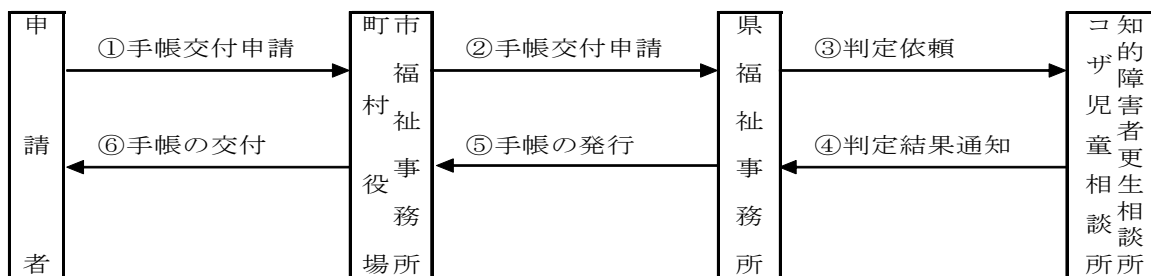 申請者
①手帳交付申請
⑥手帳の交付
市福祉事務所
町村役場
②手帳交付申請
⑤手帳の発行
県福祉事務所
③判定依頼
④判定結果通知
知的障害者更生相談所
コザ児童相談所